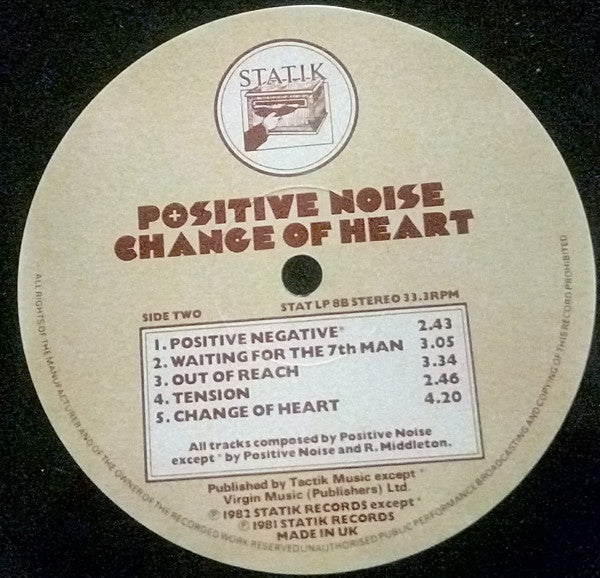 STATIK
POSITIVE NOISE
CHANGE OF HEART
SIDE TWO
STAT LP 8B STEREO 33.3RPM
1. POSITIVE NEGATIVE* 2.43
2. WAITING FOR THE 7th MAN 3.05
3. OUT OF REACH 3.34
4. TENSION 2.46
5. CHANGE OF HEART 4.20
All tracks composed by Positive Noise
except * by Positive Noise and R. Middleton.
Published by Tactik Music except *
Virgin Music (Publishers) Ltd.
℗ 1982 STATIK RECORDS except *
℗ 1981 STATIK RECORDS
MADE IN UK
ALL RIGHTS OF THE MANUFACTURER AND OF THE OWNER OF THE RECORDED WORK RESERVED UNAUTHORISED PUBLIC PERFORMANCE BROADCASTING AND COPYING OF THIS RECORD PROHIBITED